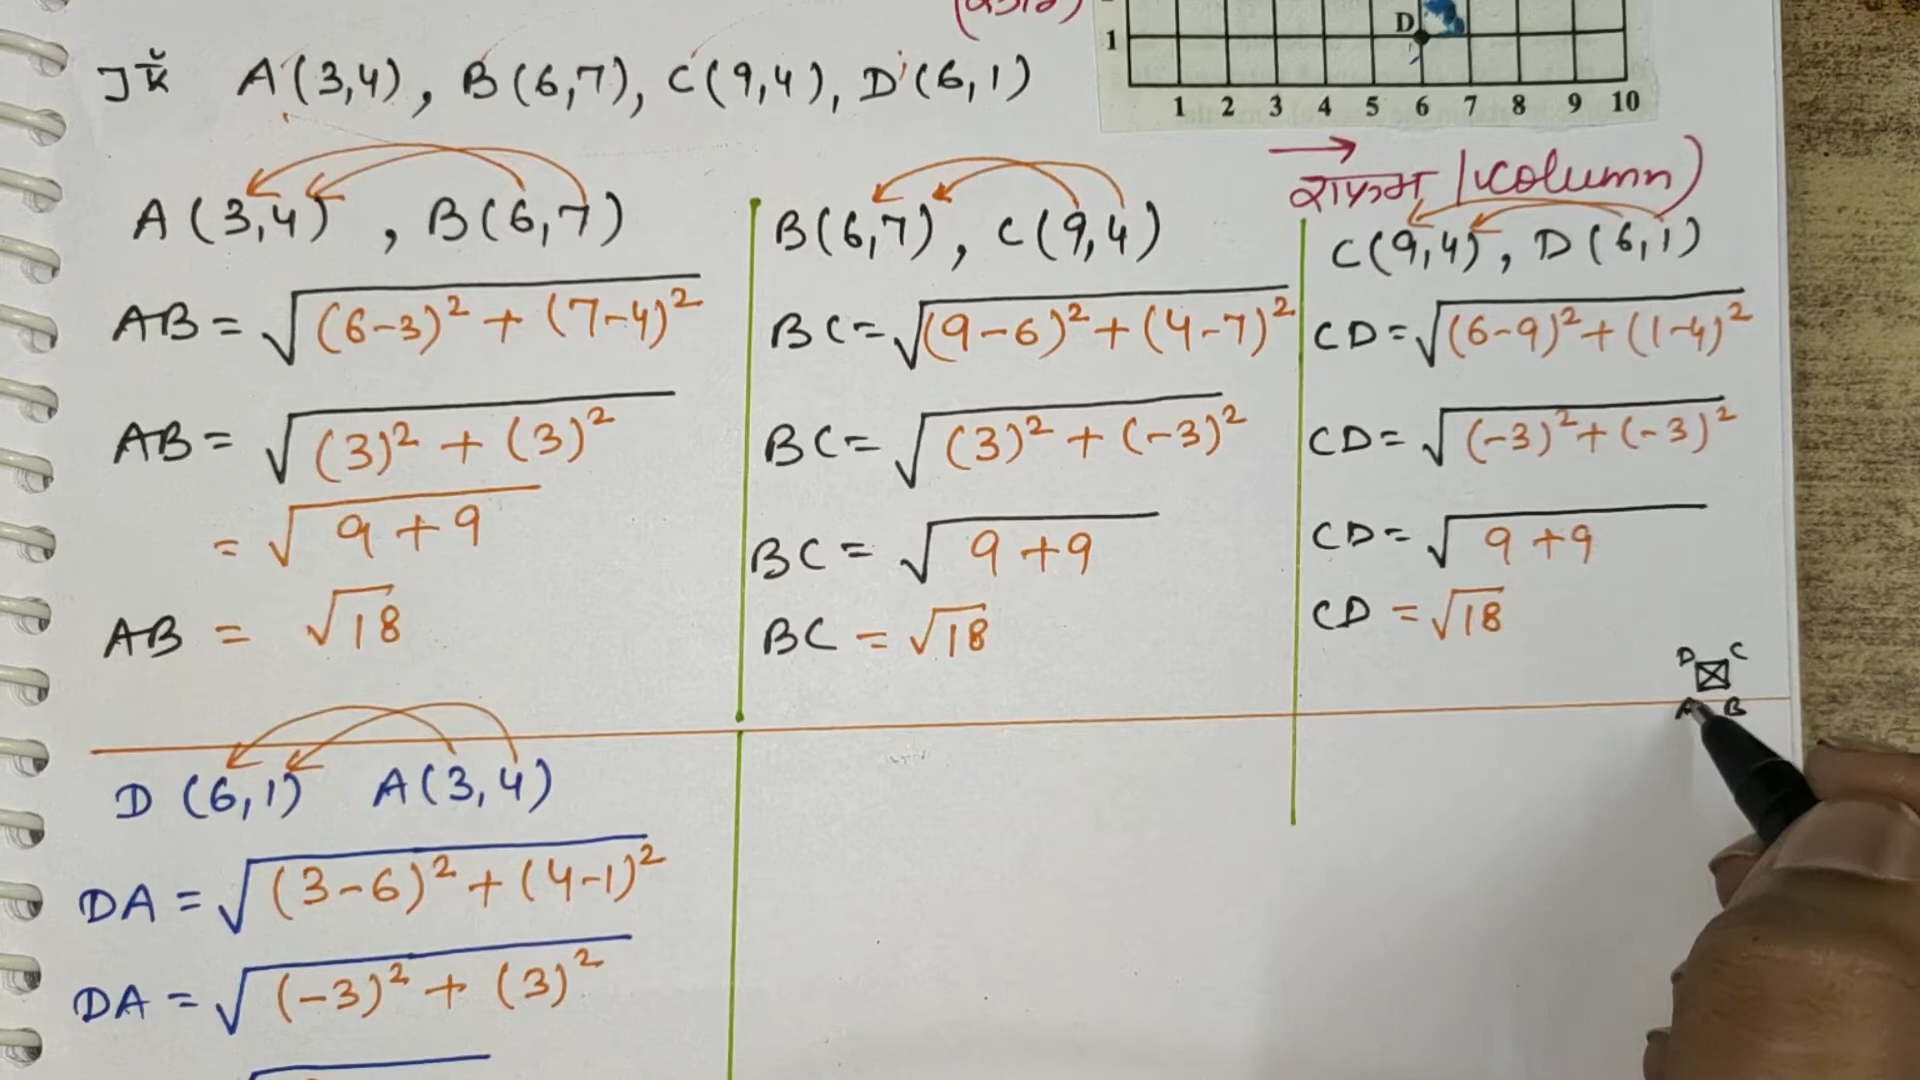 D
1
1 2 3 4 5 6 7 8 9 10
A(3,4), B(6,7), C(9,4), D(6,1)
(column)
A(3,4), B(6,7)
AB = √(6-3)² + (7-4)²
AB = √(3)² + (3)²
= √9+9
AB = √18
B(6,7), C(9,4)
BC = √(9-6)² + (4-7)²
BC = √(3)² + (-3)²
BC = √9+9
BC = √18
C(9,4), D(6,1)
CD = √(6-9)² + (1-4)²
CD = √(-3)² + (-3)²
CD = √9+9
CD = √18
D C
A B
D(6,1) A(3,4)
DA = √(3-6)² + (4-1)²
DA = √(-3)² + (3)²